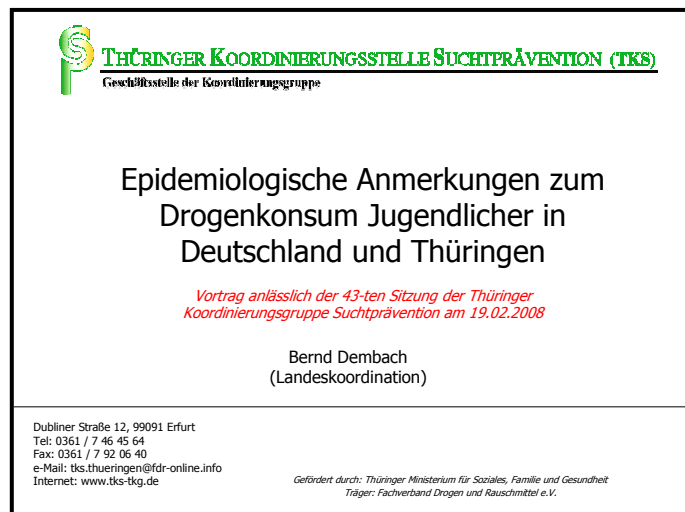 THÜRINGER KOORDINIERUNGSSTELLE SUCHTPRÄVENTION (TKS)
Geschäftsstelle der Koordinierungsgruppe
Epidemiologische Anmerkungen zum
Drogenkonsum Jugendlicher in
Deutschland und Thüringen
Vortrag anlässlich der 43-ten Sitzung der Thüringer
Koordinierungsgruppe Suchtprävention am 19.02.2008
Bernd Dembach
(Landeskoordination)
Dubliner Straße 12, 99091 Erfurt
Tel: 0361 / 7 46 45 64
Fax: 0361 / 7 92 06 40
e-Mail: tks.thueringen@fdr-online.info
Internet: www.tks-tkg.de
Gefördert durch: Thüringer Ministerium für Soziales, Familie und Gesundheit
Träger: Fachverband Drogen und Rauschmittel e.V.